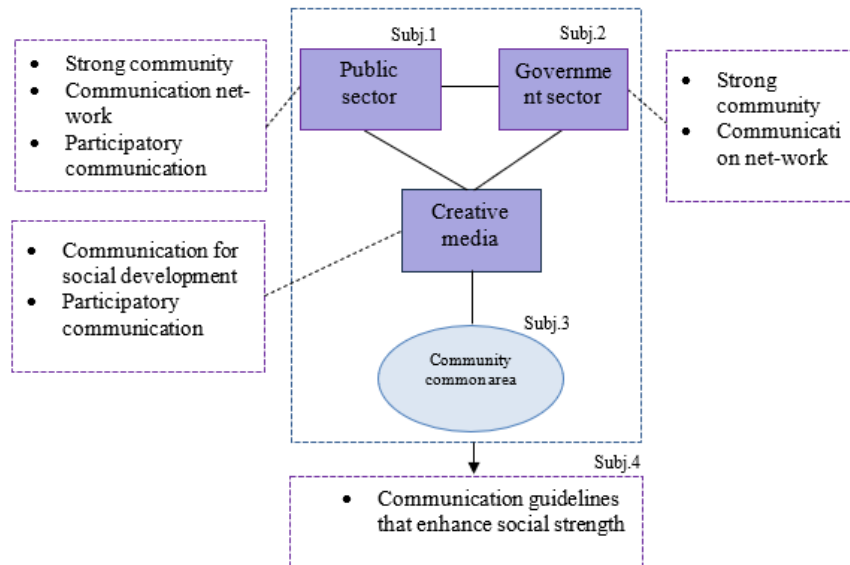 Subj.1
Subj.2
• Strong community
• Communication net-
work
• Participatory
communication
Public
sector
Governme
nt sector
• Strong
community
• Communicati
on net-work
Creative
media
• Communication for
social development
• Participatory
communication
Subj.3
Community
common area
Subj.4
• Communication guidelines
that enhance social strength